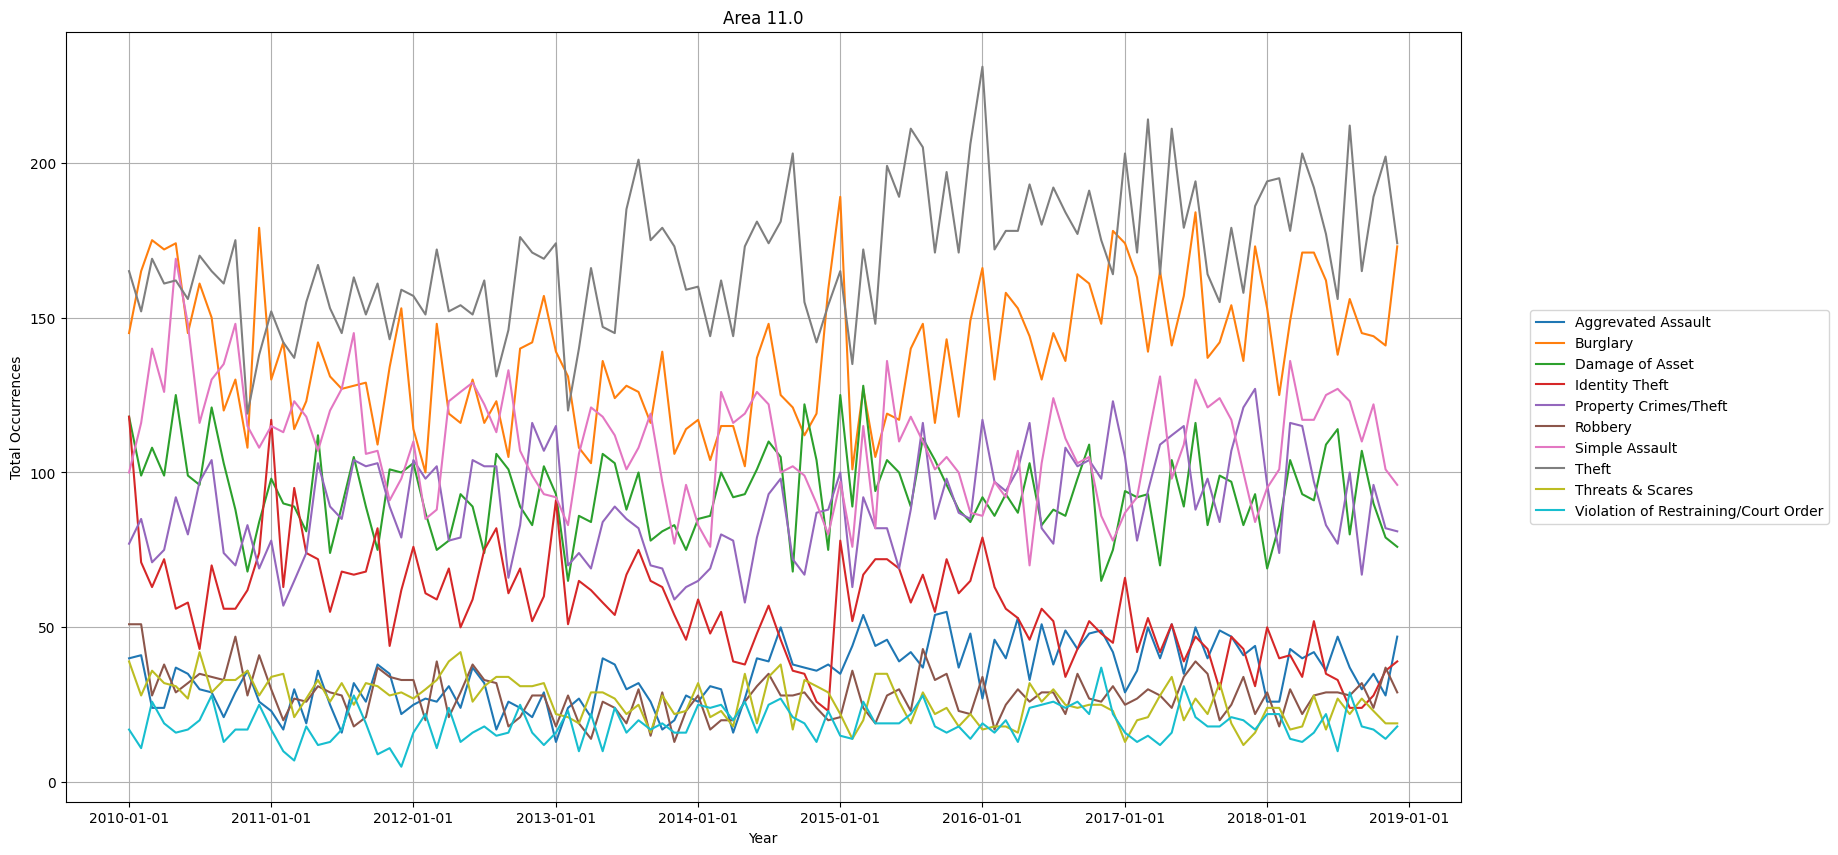 Area 11.0
Total Occurrences
200
150
100
50
0
2010-01-01
2011-01-01
2012-01-01
2013-01-01
2014-01-01
2015-01-01
2016-01-01
2017-01-01
2018-01-01
2019-01-01
Year
Aggrevated Assault
Burglary
Damage of Asset
Identity Theft
Property Crimes/Theft
Robbery
Simple Assault
Theft
Threats & Scares
Violation of Restraining/Court Order